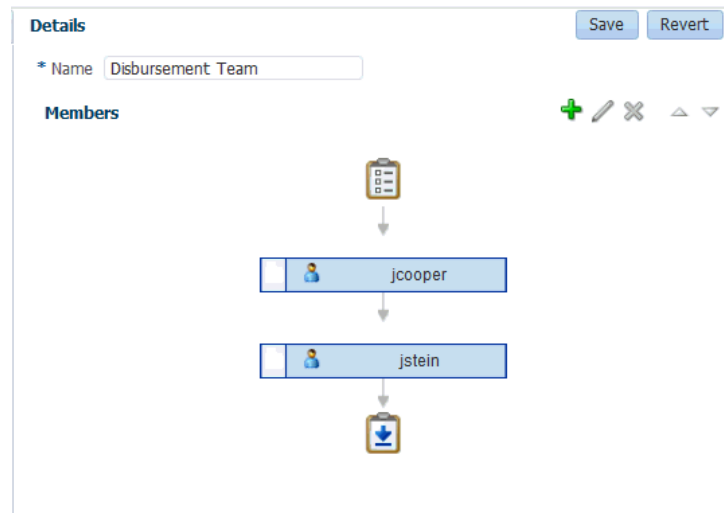 Details
Save
Revert
* Name
Disbursement Team
Members
jcooper
jstein